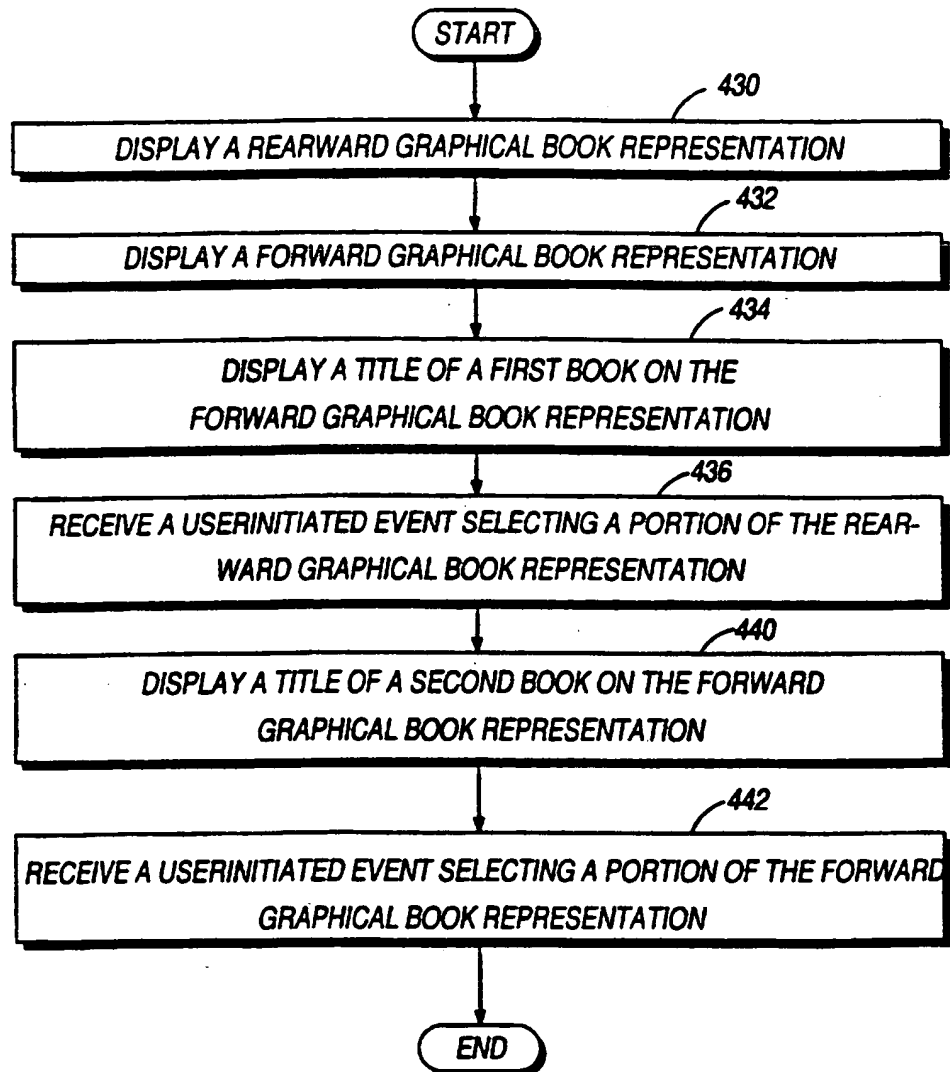 START
430
DISPLAY A REARWARD GRAPHICAL BOOK REPRESENTATION
432
DISPLAY A FORWARD GRAPHICAL BOOK REPRESENTATION
434
DISPLAY A TITLE OF A FIRST BOOK ON THE
FORWARD GRAPHICAL BOOK REPRESENTATION
436
RECEIVE A USERINITIATED EVENT SELECTING A PORTION OF THE REAR-
WARD GRAPHICAL BOOK REPRESENTATION
440
DISPLAY A TITLE OF A SECOND BOOK ON THE FORWARD
GRAPHICAL BOOK REPRESENTATION
442
RECEIVE A USERINITIATED EVENT SELECTING A PORTION OF THE FORWARD
GRAPHICAL BOOK REPRESENTATION
END